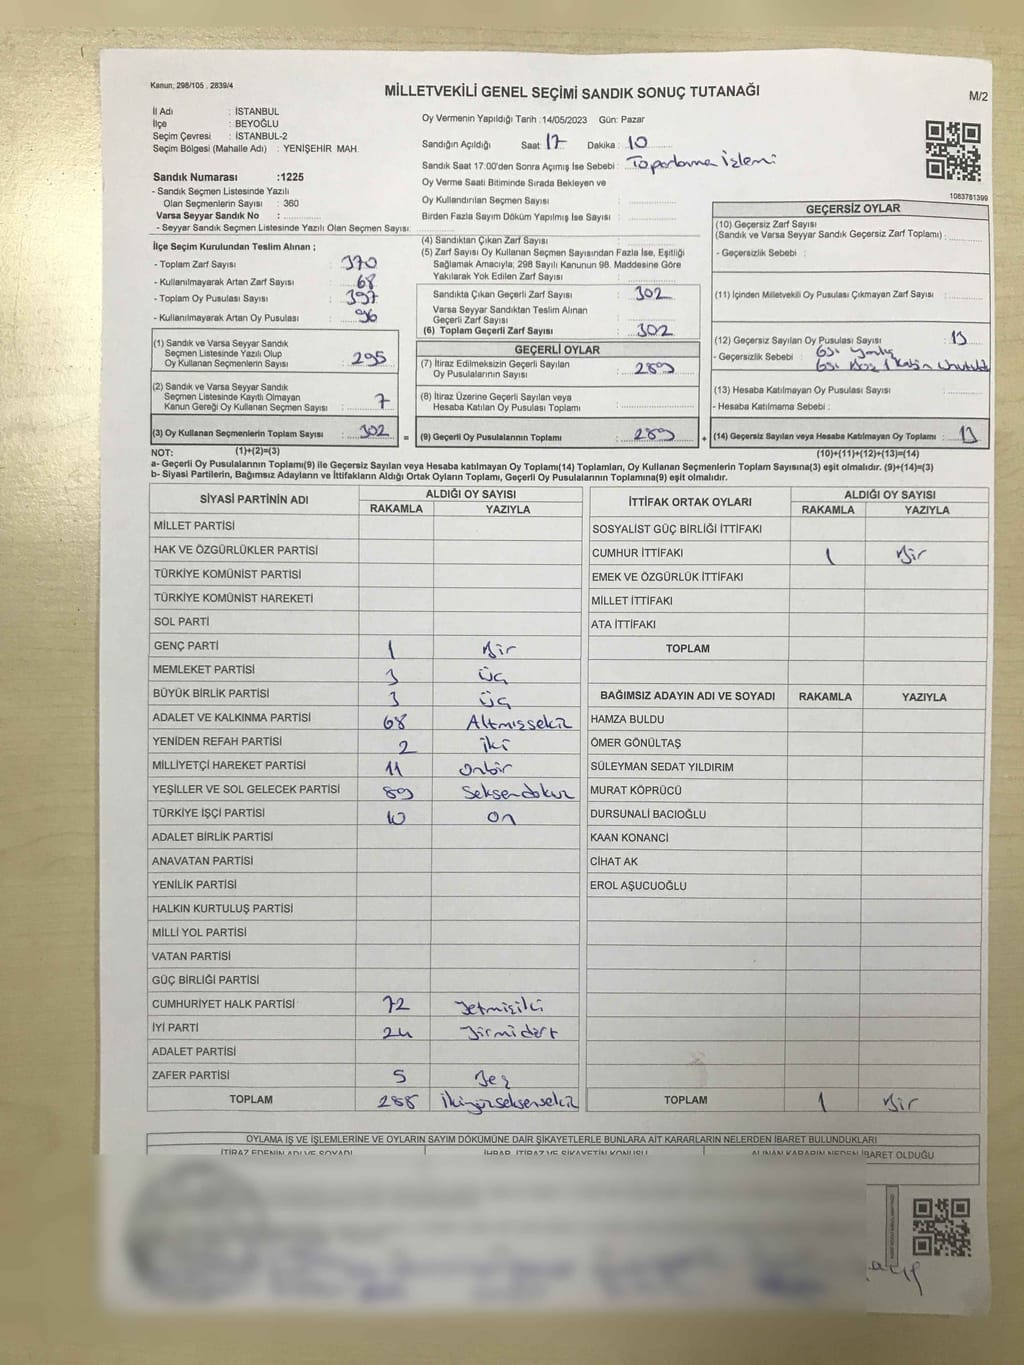 Kanun, 298/105 , 2839/4
MİLLETVEKİLİ GENEL SEÇİMİ SANDIK SONUÇ TUTANAĞI
M/2
İl Adı : İSTANBUL
İlçe : BEYOĞLU
Seçim Çevresi : İSTANBUL-2
Seçim Bölgesi (Mahalle Adı) : YENİŞEHİR MAH.
Oy Vermenin Yapıldığı Tarih :14/05/2023 Gün: Pazar
Sandığın Açıldığı Saat : 17 Dakika : 10
Sandık Saat 17:00'den Sonra Açımış İse Sebebi : Toparlanma İşlemi
Oy Verme Saati Bitiminde Sırada Bekleyen ve
Oy Kullandırılan Seçmen Sayısı :
Birden Fazla Sayım Döküm Yapılmış İse Sayısı :
1083781399
Sandık Numarası :1225
- Sandık Seçmen Listesinde Yazılı
Olan Seçmenlerin Sayısı : 360
Varsa Seyyar Sandık No :
- Seyyar Sandık Seçmen Listesinde Yazılı Olan Seçmen Sayısı:
İlçe Seçim Kurulundan Teslim Alınan ;
- Toplam Zarf Sayısı : 370
- Kullanılmayarak Artan Zarf Sayısı : 68
- Toplam Oy Pusulası Sayısı : 397
- Kullanılmayarak Artan Oy Pusulası : 96
(1) Sandık ve Varsa Seyyar Sandık
Seçmen Listesinde Yazılı Olup
Oy Kullanan Seçmenlerin Sayısı : 295
(2) Sandık ve Varsa Seyyar Sandık
Seçmen Listesinde Kayıtlı Olmayan
Kanun Gereği Oy Kullanan Seçmen Sayısı : 7
(3) Oy Kullanan Seçmenlerin Toplam Sayısı : 302
(4) Sandıktan Çıkan Zarf Sayısı :
(5) Zarf Sayısı Oy Kullanan Seçmen Sayısından Fazla İse, Eşitliği
Sağlamak Amacıyla; 298 Sayılı Kanunun 98. Maddesine Göre
Yakılarak Yok Edilen Zarf Sayısı :
Sandıkta Çıkan Geçerli Zarf Sayısı : 302
Varsa Seyyar Sandıktan Teslim Alınan
Geçerli Zarf Sayısı :
(6) Toplam Geçerli Zarf Sayısı : 302
GEÇERLİ OYLAR
(7) İtiraz Edilmeksizin Geçerli Sayılan
Oy Pusulalarının Sayısı : 289
(8) İtiraz Üzerine Geçerli Sayılan veya
Hesaba Katılan Oy Pusulası Toplamı :
= (9) Geçerli Oy Pusulalarının Toplamı : 289
GEÇERSİZ OYLAR
(10) Geçersiz Zarf Sayısı
(Sandık ve Varsa Seyyar Sandık Geçersiz Zarf Toplamı) :
- Geçersizlik Sebebi :
(11) İçinden Milletvekili Oy Pusulası Çıkmayan Zarf Sayısı :
(12) Geçersiz Sayılan Oy Pusulası Sayısı : 13
- Geçersizlik Sebebi :
(13) Hesaba Katılmayan Oy Pusulası Sayısı :
- Hesaba Katılmama Sebebi :
+ (14) Geçersiz Sayılan veya Hesaba Katılmayan Oy Toplamı : 13
NOT: (1)+(2)=(3)
(10)+(11)+(12)+(13)=(14)
a- Geçerli Oy Pusulalarının Toplamı(9) ile Geçersiz Sayılan veya Hesaba katılmayan Oy Toplamı(14) Toplamları, Oy Kullanan Seçmenlerin Toplam Sayısına(3) eşit olmalıdır. (9)+(14)=(3)
b- Siyasi Partilerin, Bağımsız Adayların ve İttifakların Aldığı Ortak Oyların Toplamı, Geçerli Oy Pusulalarının Toplamına(9) eşit olmalıdır.
SİYASİ PARTİNİN ADI
ALDIĞI OY SAYISI
RAKAMLA YAZIYLA
MİLLET PARTİSİ
HAK VE ÖZGÜRLÜKLER PARTİSİ
TÜRKİYE KOMÜNİST PARTİSİ
TÜRKİYE KOMÜNİST HAREKETİ
SOL PARTİ
GENÇ PARTİ 1 Bir
MEMLEKET PARTİSİ 3 Üç
BÜYÜK BİRLİK PARTİSİ 3 Üç
ADALET VE KALKINMA PARTİSİ 68 Altmışsekiz
YENİDEN REFAH PARTİSİ 2 İki
MİLLİYETÇİ HAREKET PARTİSİ 11 Onbir
YEŞİLLER VE SOL GELECEK PARTİSİ 89 Seksendokuz
TÜRKİYE İŞÇİ PARTİSİ 10 On
ADALET BİRLİK PARTİSİ
ANAVATAN PARTİSİ
YENİLİK PARTİSİ
HALKIN KURTULUŞ PARTİSİ
MİLLİ YOL PARTİSİ
VATAN PARTİSİ
GÜÇ BİRLİĞİ PARTİSİ
CUMHURİYET HALK PARTİSİ 72 Yetmişiki
İYİ PARTİ 24 Yirmidört
ADALET PARTİSİ
ZAFER PARTİSİ 5 Beş
TOPLAM 288 İkiyüzseksensekiz
İTTİFAK ORTAK OYLARI
ALDIĞI OY SAYISI
RAKAMLA YAZIYLA
SOSYALİST GÜÇ BİRLİĞİ İTTİFAKI
CUMHUR İTTİFAKI 1 Bir
EMEK VE ÖZGÜRLÜK İTTİFAKI
MİLLET İTTİFAKI
ATA İTTİFAKI
TOPLAM
BAĞIMSIZ ADAYIN ADI VE SOYADI RAKAMLA YAZIYLA
HAMZA BULDU
ÖMER GÖNÜLTAŞ
SÜLEYMAN SEDAT YILDIRIM
MURAT KÖPRÜCÜ
DURSUNALİ BACIOĞLU
KAAN KONANCİ
CİHAT AK
EROL AŞUCUOĞLU
TOPLAM 1 Bir
OYLAMA İŞ VE İŞLEMLERİNE VE OYLARIN SAYIM DÖKÜMÜNE DAİR ŞİKAYETLERLE BUNLARA AİT KARARLARIN NELERDEN İBARET BULUNDUKLARI
İTİRAZ EDENİN ADI VE SOYADI İHBAR, İTİRAZ VE ŞİKAYETİN KONUSU ALINAN KARARIN NEDEN İBARET OLDUĞU